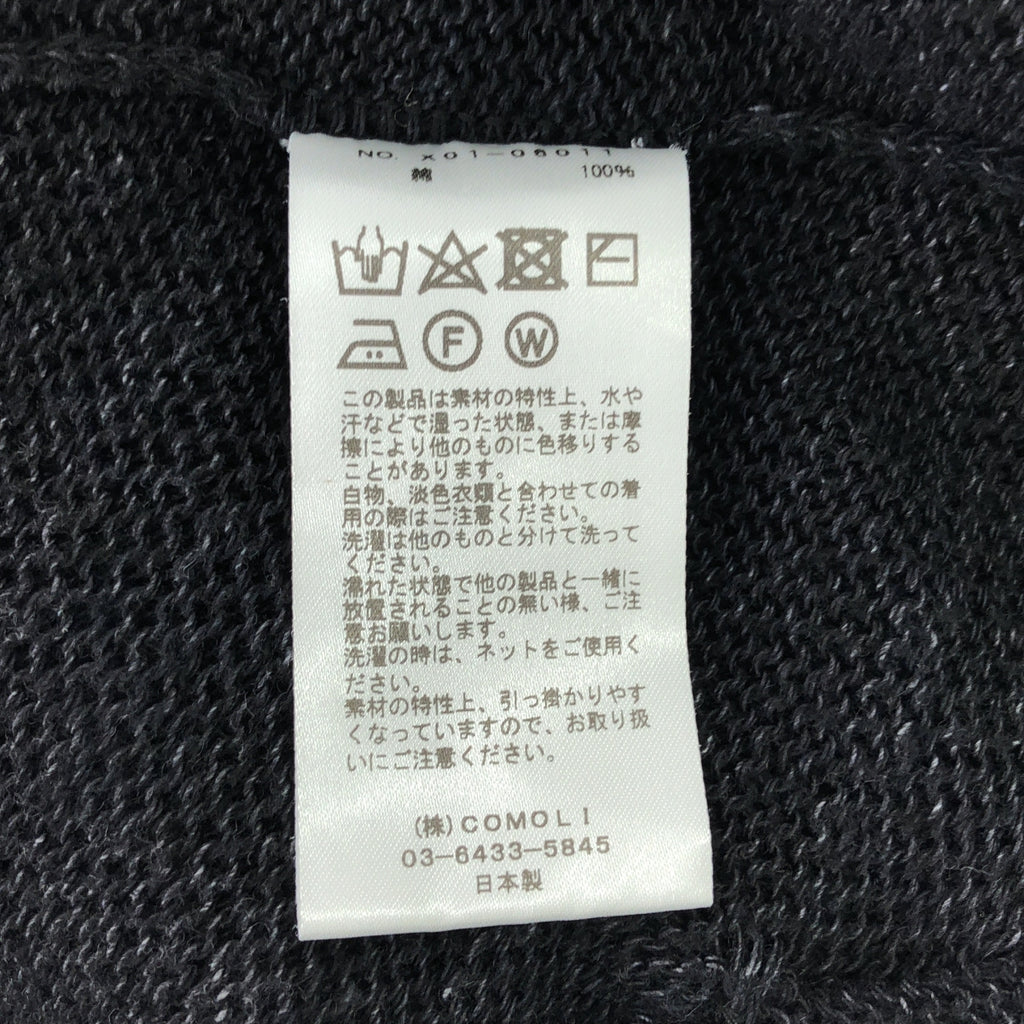 NO. X01-08011
綿 100%
F W
この製品は素材の特性上、水や
汗などで湿った状態、または摩
擦により他のものに色移りする
ことがあります。
白物、淡色衣類と合わせての着
用の際はご注意ください。
洗濯は他のものと分けて洗って
ください。
濡れた状態で他の製品と一緒に
放置されることの無い様、ご注
意お願いします。
洗濯の時は、ネットをご使用く
ださい。
素材の特性上、引っ掛かりやす
くなっていますので、お取り扱
いにご注意ください。
(株)COMOLI
03-6433-5845
日本製